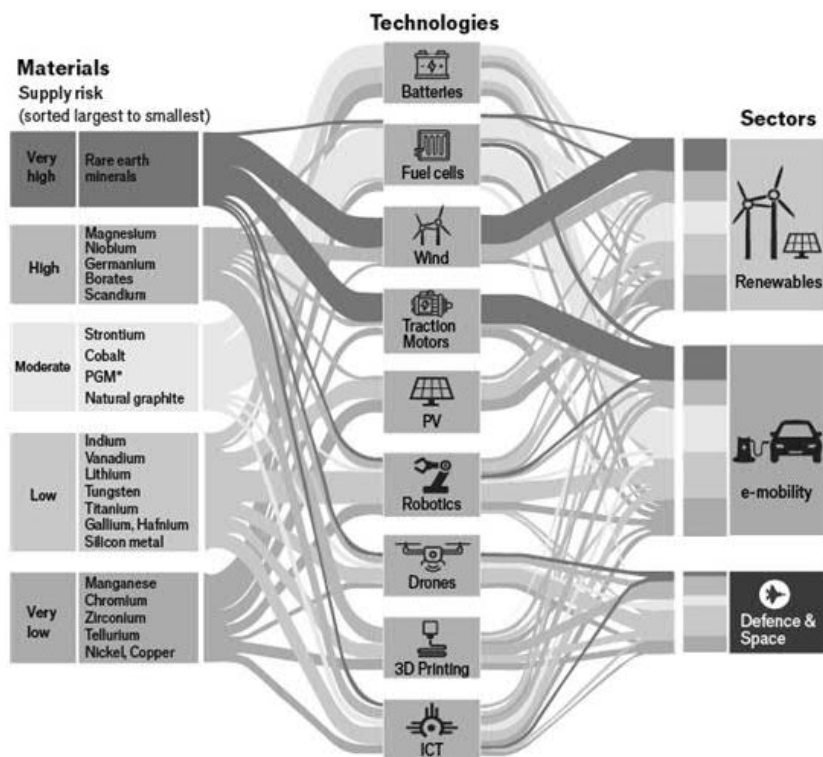 Technologies
Materials
Supply risk
(sorted largest to smallest)
Very
high
Rare earth
minerals
High
Magnesium
Niobium
Germanium
Borates
Scandium
Moderate
Strontium
Cobalt
PGM*
Natural graphite
Low
Indium
Vanadium
Lithium
Tungsten
Titanium
Gallium, Hafnium
Silicon metal
Very
low
Manganese
Chromium
Zirconium
Tellurium
Nickel, Copper
Batteries
Fuel cells
Wind
Traction
Motors
PV
Robotics
Drones
3D Printing
ICT
Sectors
Renewables
e-mobility
Defence &
Space